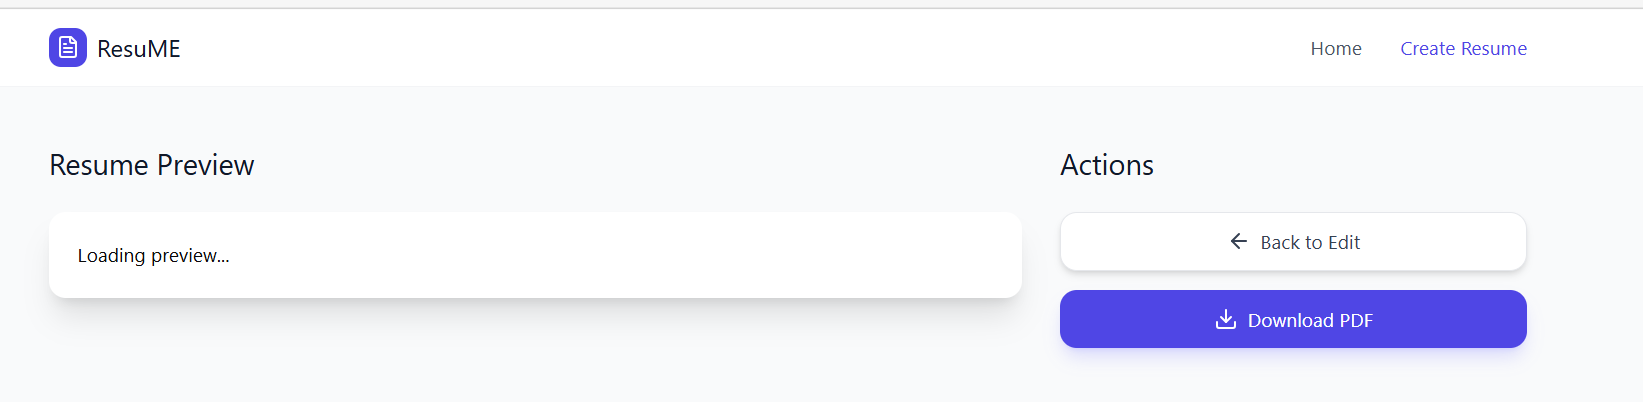 ResuME
Home
Create Resume
Resume Preview
Loading preview...
Actions
Back to Edit
Download PDF